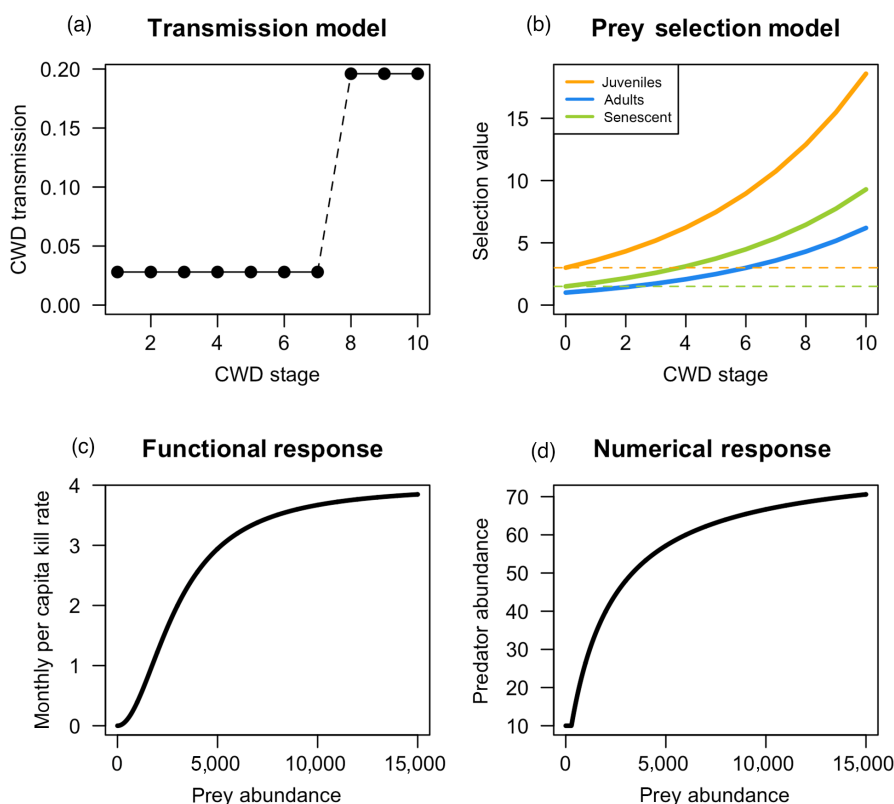 (a) Transmission model
CWD transmission
0.20
0.15
0.10
0.05
0.00
2 4 6 8 10
CWD stage
(b) Prey selection model
Selection value
15
10
5
0
Juveniles
Adults
Senescent
0 2 4 6 8 10
CWD stage
(c) Functional response
Monthly per capita kill rate
4
3
2
1
0
0 5,000 10,000 15,000
Prey abundance
(d) Numerical response
Predator abundance
70
60
50
40
30
20
10
0 5,000 10,000 15,000
Prey abundance